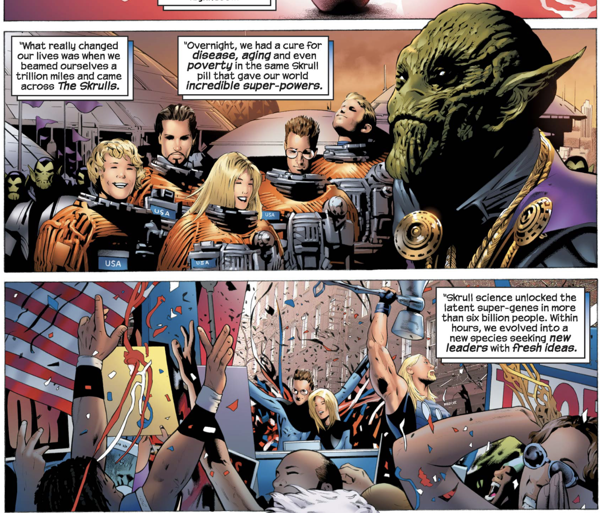 "What really changed
our lives was when we
beamed ourselves a
trillion miles and came
across The Skrulls.
"Overnight, we had a cure for
disease, aging and even
poverty in the same Skrull
pill that gave our world
incredible super-powers.
USA
USA
USA
USA
"Skrull science unlocked the
latent super-genes in more
than six billion people. Within
hours, we evolved into a
new species seeking new
leaders with fresh ideas.